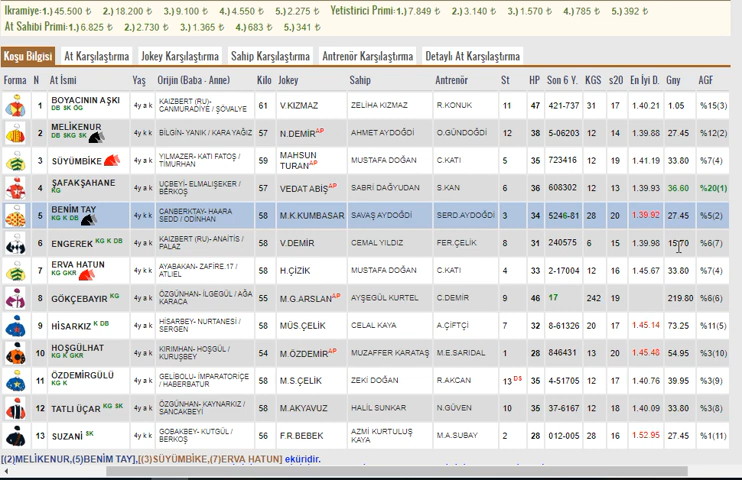 İkramiye:1.) 45.500 ₺ 2.) 18.200 ₺ 3.) 9.100 ₺ 4.) 4.550 ₺ 5.) 2.275 ₺ Yetistirici Primi:1.) 7.849 ₺ 2.) 3.140 ₺ 3.) 1.570 ₺ 4.) 785 ₺ 5.) 392 ₺
At Sahibi Primi:1.) 6.825 ₺ 2.) 2.730 ₺ 3.) 1.365 ₺ 4.) 683 ₺ 5.) 341 ₺
Koşu Bilgisi At Karşılaştırma Jokey Karşılaştırma Sahip Karşılaştırma Antrenör Karşılaştırma Detaylı At Karşılaştırma
Forma N At İsmi Yaş Orijin (Baba - Anne) Kilo Jokey Sahip Antrenör St HP Son 6 Y. KGS s20 En İyi D. Gny AGF
1 BOYACININ AŞKI DB SK ÖG 4y a k KAIZBERT (RU)- CANMURADİYE / ŞÖVALYE 61 V.KIZMAZ ZELİHA KIZMAZ R.KONUK 11 47 421-737 31 17 1.40.21 1.05 %15(3)
2 MELİKENUR DB SKG SK 4y k k BİLGİN- YANIK / KARA YAĞIZ 57 N.DEMİR AP AHMET AYDOĞDİ O.GÜNDOĞDU 12 38 5-06203 12 14 1.39.88 27.45 %12(2)
3 SÜYÜMBİKE 4y a k YILMAZER- KATI FATOŞ / TİMURHAN 59 MAHSUN TURAN AP MUSTAFA DOĞAN C.KATI 5 35 723416 12 19 1.41.19 33.80 %7(4)
4 ŞAFAKŞAHANE KG 4y a k UÇBEYİ- ELMALIŞEKER / BERKOŞ 57 VEDAT ABİŞ AP SABRİ DAĞYUDAN S.KAN 6 36 608302 12 13 1.39.93 36.60 %20(1)
5 BENİM TAY KG K DB 4y k k CANBERKTAY- HAARA SEDD / ODINHAN 58 M.K.KUMBASAR SAVAŞ AYDOĞDİ SERD.AYDOĞDİ 3 34 5246-81 28 20 1.39.92 27.45 %5(2)
6 ENGEREK KG K DB 4y a k KAIZBERT (RU)- ANAİTİS / PALAZ 58 V.DEMİR CEMAL YILDIZ FER.ÇELİK 8 31 240575 6 15 1.39.98 15.70 %6(7)
7 ERVA HATUN KG GKR 4y k k AYABAKAN- ZAFİRE.17 / ATLIEL 58 H.ÇİZİK MUSTAFA DOĞAN C.KATI 4 33 2-17004 12 16 1.45.67 33.80 %7(4)
8 GÖKÇEBAYIR KG 4y a k ÖZGÜNHAN- İLGEGÜL / AĞA KARACA 55 M.G.ARSLAN AP AYŞEGÜL KURTEL C.DEMİR 9 46 17 242 19 219.80 %6(6)
9 HİSARKIZ K DB 4y a k HİSARBEY- NURTANESİ / SERGEN 58 MÜS.ÇELİK CELAL KAYA A.ÇİFTÇİ 7 32 8-61326 20 17 1.45.14 73.25 %11(5)
10 HOŞGÜLHAT KG K GKR 4y a k KIRIMHAN- HOŞGÜL / KURUŞBEY 54 M.ÖZDEMİR AP MUZAFFER KARATAŞ M.E.SARIDAL 1 28 846431 13 20 1.45.48 54.95 %3(10)
11 ÖZDEMİRGÜLÜ KG K 4y a k GELİBOLU- İMPARATORİÇE / HABERBATUR 58 M.S.ÇELİK ZEKİ DOĞAN R.AKCAN 13 DS 35 4-51705 12 17 1.40.76 39.95 %3(9)
12 TATLI ÜÇAR KG SK 4y a k ÖZGÜNHAN- KAYNARKIZ / SANCAKBEYİ 58 M.AKYAVUZ HALİL SUNKAR N.GÜVEN 10 35 37-6167 12 18 1.40.09 33.80 %3(8)
13 SUZANİ SK 4y k k GOBAKBEY- KUTGÜL / BERKOŞ 56 F.R.BEBEK AZMİ KURTULUŞ KAYA M.A.SUBAY 2 28 012-005 28 16 1.52.95 27.45 %1(11)
[(2)MELİKENUR,(5)BENİM TAY],[(3)SÜYÜMBİKE,(7)ERVA HATUN] eküridir.